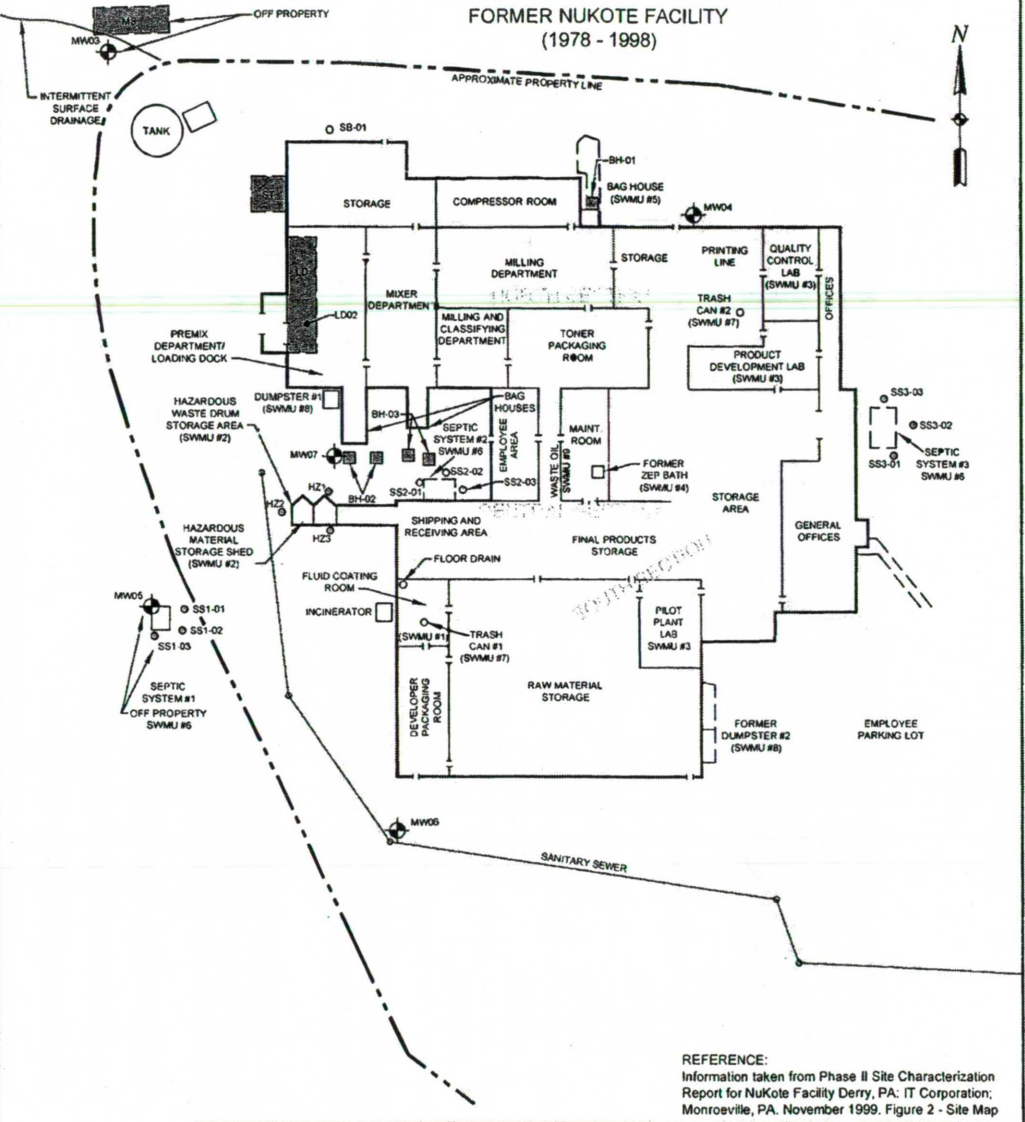 FORMER NUKOTE FACILITY
(1978 - 1998)
OFF PROPERTY
MW03
N
APPROXIMATE PROPERTY LINE
INTERMITTENT
SURFACE
DRAINAGE
TANK
SB-01
BH-01
BAG HOUSE
(SWMU #5)
MW04
STORAGE
COMPRESSOR ROOM
MILLING
DEPARTMENT
STORAGE
PRINTING
LINE
QUALITY
CONTROL
LAB
(SWMU #3)
OFFICES
MIXER
DEPARTMENT
LD02
MILLING AND
CLASSIFYING
DEPARTMENT
TONER
PACKAGING
ROOM
TRASH
CAN #2
(SWMU #7)
PREMIX
DEPARTMENT/
LOADING DOCK
PRODUCT
DEVELOPMENT LAB
(SWMU #3)
HAZARDOUS
WASTE DRUM
STORAGE AREA
(SWMU #2)
DUMPSTER #1
(SWMU #8)
BH-03
BAG
HOUSES
SEPTIC
SYSTEM #2
SWMU #6
EMPLOYEE
AREA
WASTE OIL
SWMU #9
MAINT.
ROOM
FORMER
ZEP BATH
(SWMU #4)
SS3-03
SS3-02
SS3-01
SEPTIC
SYSTEM #3
SWMU #6
MW07
BH-02
SS2-01
SS2-02
SS2-03
HZ1
HZ2
HZ3
STORAGE
AREA
GENERAL
OFFICES
HAZARDOUS
MATERIAL
STORAGE SHED
(SWMU #2)
SHIPPING AND
RECEIVING AREA
FINAL PRODUCTS
STORAGE
SOUTH SECTION
FLOOR DRAIN
FLUID COATING
ROOM
INCINERATOR
(SWMU #1)
TRASH
CAN #1
(SWMU #7)
PILOT
PLANT
LAB
SWMU #3
MW05
SS1-01
SS1-02
SS1-03
SEPTIC
SYSTEM #1
OFF PROPERTY
SWMU #6
DEVELOPER
PACKAGING
ROOM
RAW MATERIAL
STORAGE
FORMER
DUMPSTER #2
(SWMU #8)
EMPLOYEE
PARKING LOT
MW06
SANITARY SEWER
REFERENCE:
Information taken from Phase II Site Characterization
Report for NuKote Facility Derry, PA: IT Corporation;
Monroeville, PA. November 1999. Figure 2 - Site Map